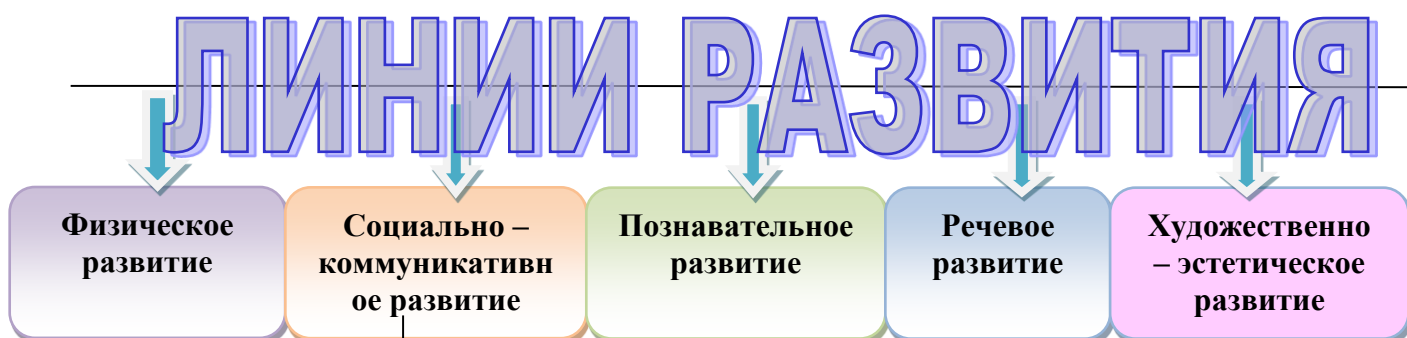 ЛИНИИ РАЗВИТИЯ
Физическое
развитие
Социально –
коммуникативн
ое развитие
Познавательное
развитие
Речевое
развитие
Художественно
– эстетическое
развитие